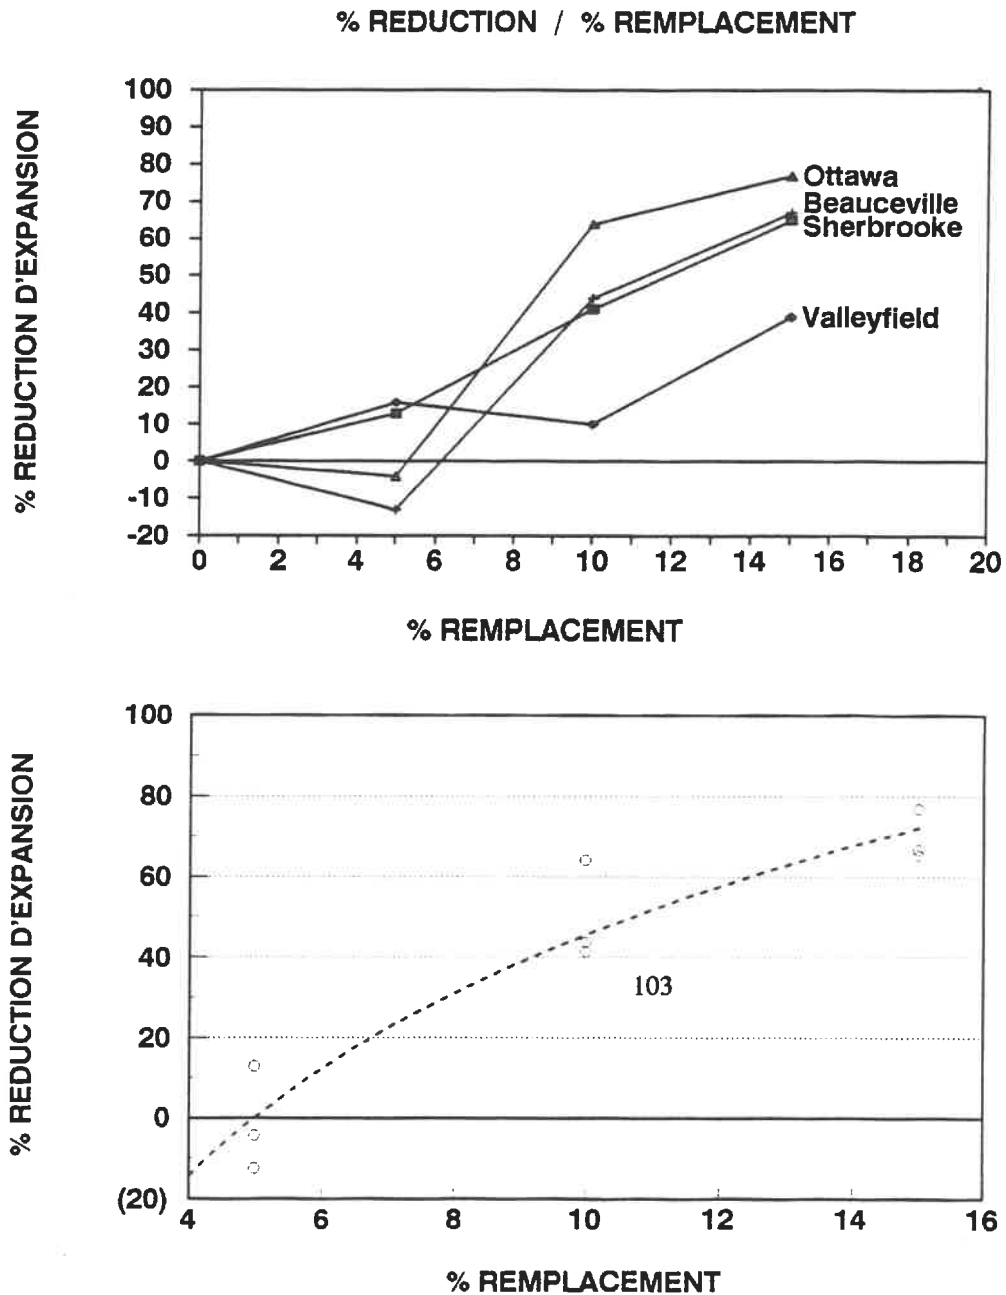 % REDUCTION / % REMPLACEMENT
% REDUCTION D'EXPANSION
100
90
80
70
60
50
40
30
20
10
0
-10
-20
Ottawa
Beauceville
Sherbrooke
Valleyfield
0 2 4 6 8 10 12 14 16 18 20
% REMPLACEMENT
% REDUCTION D'EXPANSION
100
80
60
40
20
0
(20)
103
4 6 8 10 12 14 16
% REMPLACEMENT